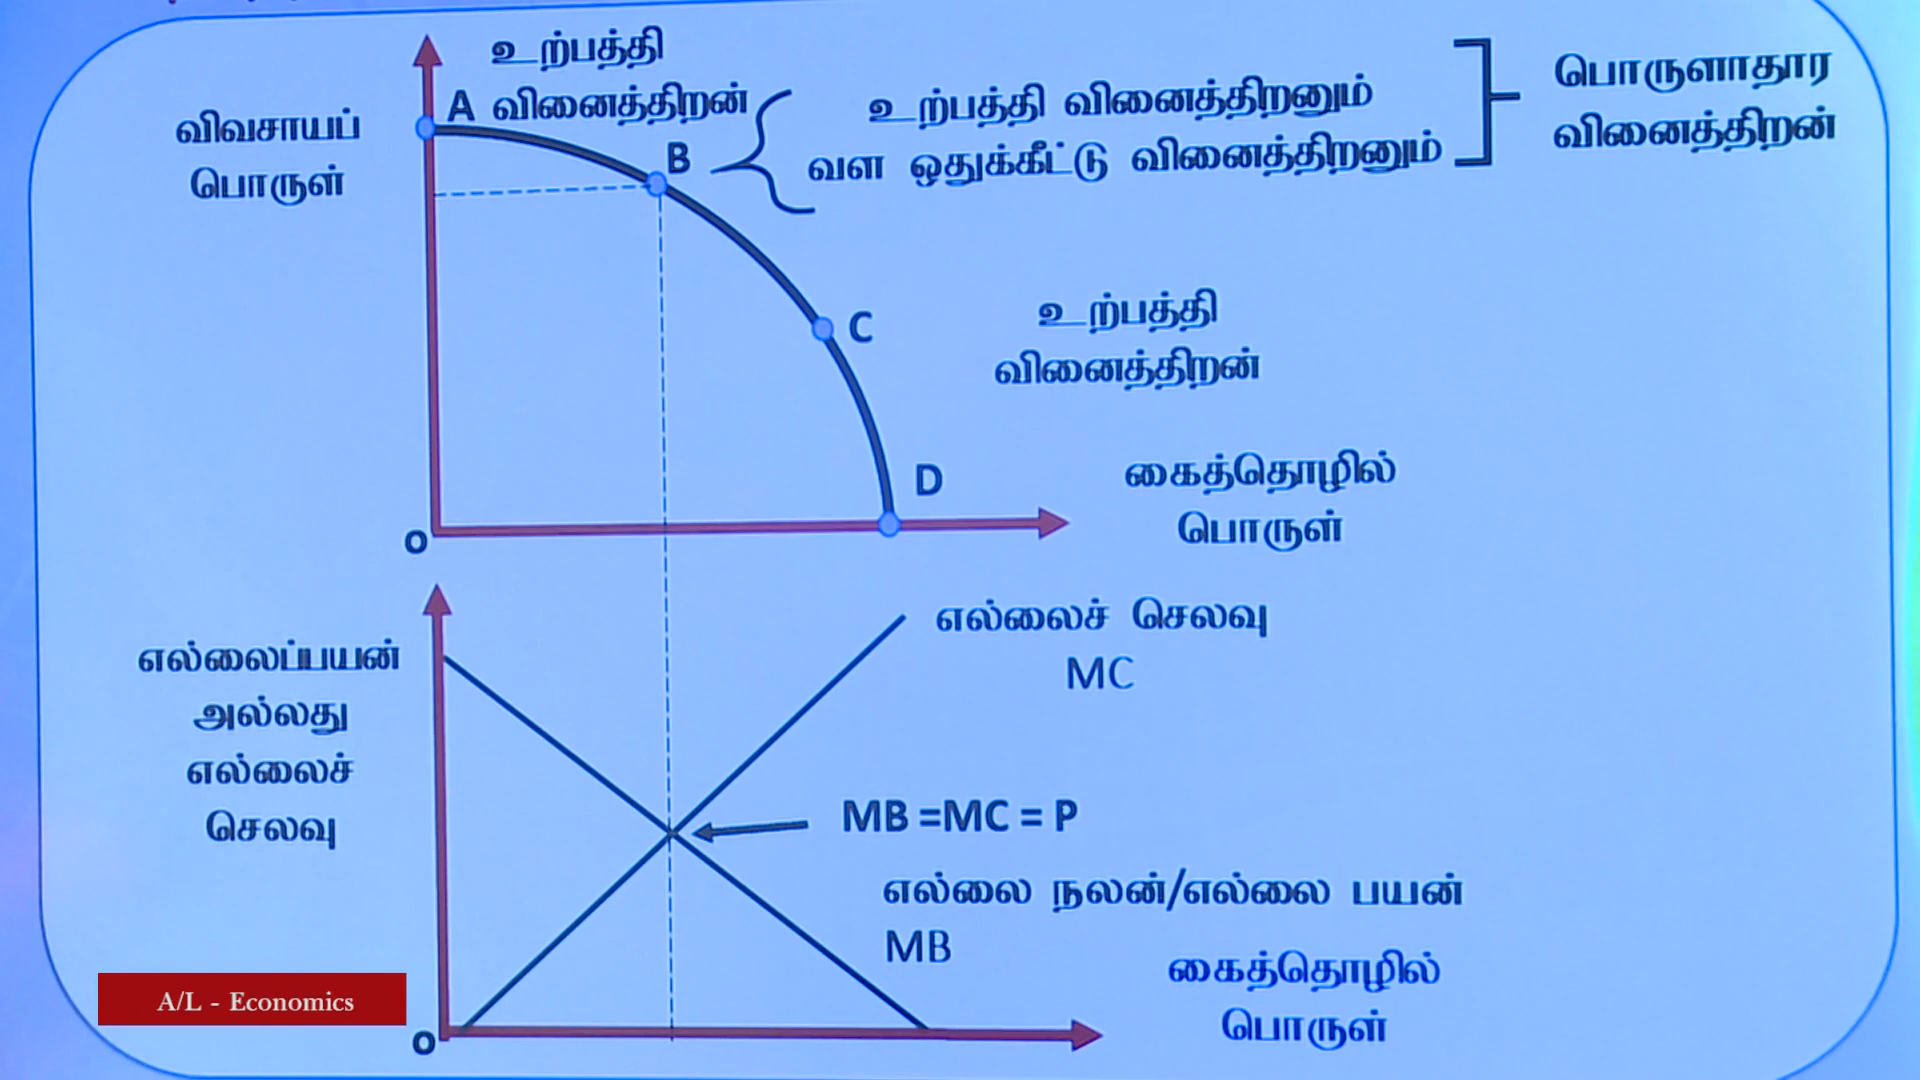 உற்பத்தி
A வினைத்திறன்
விவசாயப்
பொருள்
B
உற்பத்தி வினைத்திறனும்
வள ஒதுக்கீட்டு வினைத்திறனும்
பொருளாதார
வினைத்திறன்
C
உற்பத்தி
வினைத்திறன்
D
கைத்தொழில்
பொருள்
O
எல்லைப்பயன்
அல்லது
எல்லைச்
செலவு
எல்லைச் செலவு
MC
MB =MC = P
எல்லை நலன்/எல்லை பயன்
MB
கைத்தொழில்
பொருள்
O
A/L - Economics